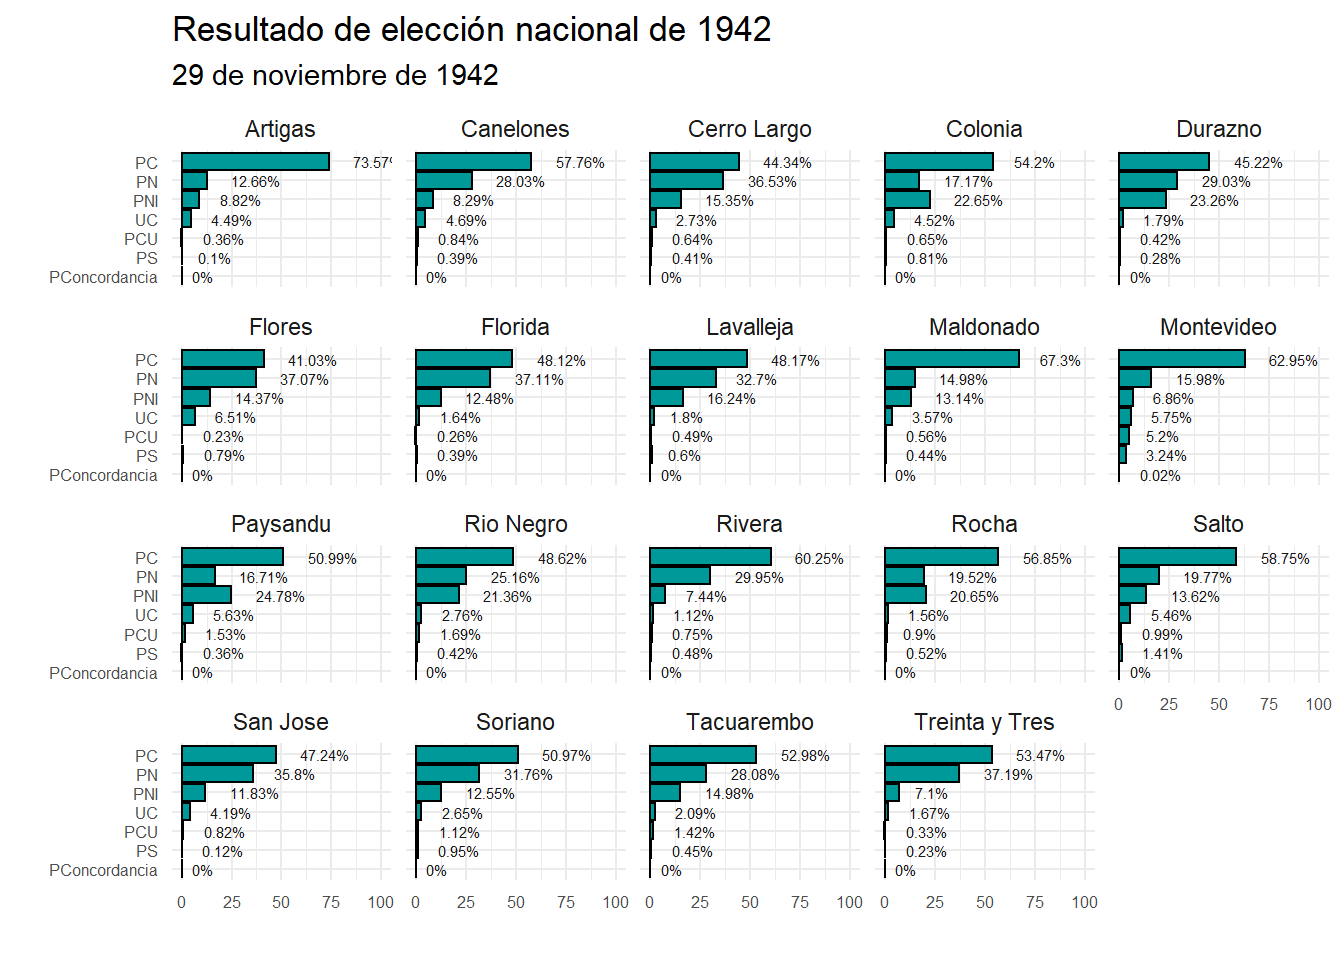 Resultado de elección nacional de 1942
29 de noviembre de 1942
Artigas Canelones Cerro Largo Colonia Durazno
PC 73.57% 57.76% 44.34% 54.2% 45.22%
PN 12.66% 28.03% 36.53% 17.17% 29.03%
PNI 8.82% 8.29% 15.35% 22.65% 23.26%
UC 4.49% 4.69% 2.73% 4.52% 1.79%
PCU 0.36% 0.84% 0.64% 0.65% 0.42%
PS 0.1% 0.39% 0.41% 0.81% 0.28%
PConcordancia 0% 0% 0% 0% 0%
Flores Florida Lavalleja Maldonado Montevideo
PC 41.03% 48.12% 48.17% 67.3% 62.95%
PN 37.07% 37.11% 32.7% 14.98% 15.98%
PNI 14.37% 12.48% 16.24% 13.14% 6.86%
UC 6.51% 1.64% 1.8% 3.57% 5.75%
PCU 0.23% 0.26% 0.49% 0.56% 5.2%
PS 0.79% 0.39% 0.6% 0.44% 3.24%
PConcordancia 0% 0% 0% 0% 0.02%
Paysandu Rio Negro Rivera Rocha Salto
PC 50.99% 48.62% 60.25% 56.85% 58.75%
PN 16.71% 25.16% 29.95% 19.52% 19.77%
PNI 24.78% 21.36% 7.44% 20.65% 13.62%
UC 5.63% 2.76% 1.12% 1.56% 5.46%
PCU 1.53% 1.69% 0.75% 0.9% 0.99%
PS 0.36% 0.42% 0.48% 0.52% 1.41%
PConcordancia 0% 0% 0% 0% 0%
0 25 50 75 100
San Jose Soriano Tacuarembo Treinta y Tres
PC 47.24% 50.97% 52.98% 53.47%
PN 35.8% 31.76% 28.08% 37.19%
PNI 11.83% 12.55% 14.98% 7.1%
UC 4.19% 2.65% 2.09% 1.67%
PCU 0.82% 1.12% 1.42% 0.33%
PS 0.12% 0.95% 0.45% 0.23%
PConcordancia 0% 0% 0% 0%
0 25 50 75 100 0 25 50 75 100 0 25 50 75 100 0 25 50 75 100